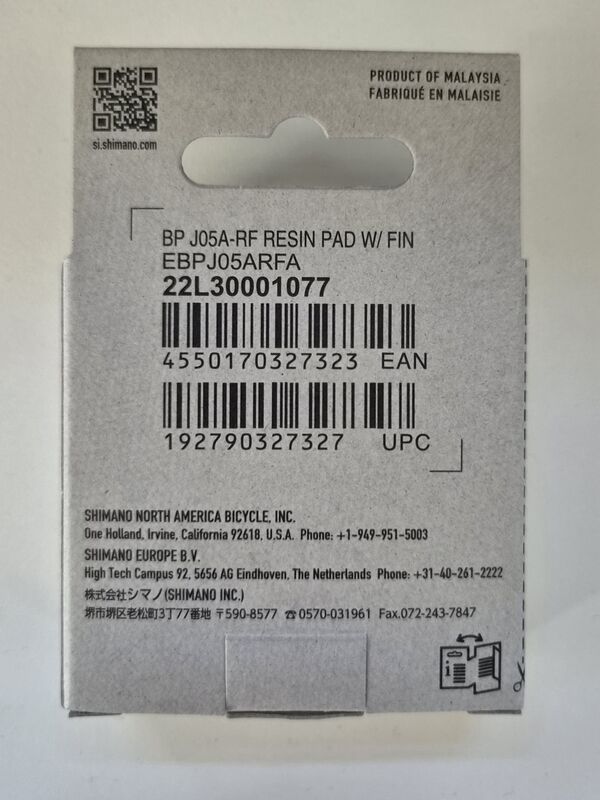 PRODUCT OF MALAYSIA
FABRIQUÉ EN MALAISIE
si.shimano.com
BP J05A-RF RESIN PAD W/ FIN
EBPJ05ARFA
22L30001077
4550170327323 EAN
192790327327 UPC
SHIMANO NORTH AMERICA BICYCLE, INC.
One Holland, Irvine, California 92618, U.S.A. Phone: +1-949-951-5003
SHIMANO EUROPE B.V.
High Tech Campus 92, 5656 AG Eindhoven, The Netherlands Phone: +31-40-261-2222
株式会社シマノ(SHIMANO INC.)
堺市堺区老松町3丁77番地 〒590-8577 ☎0570-031961 Fax.072-243-7847
i